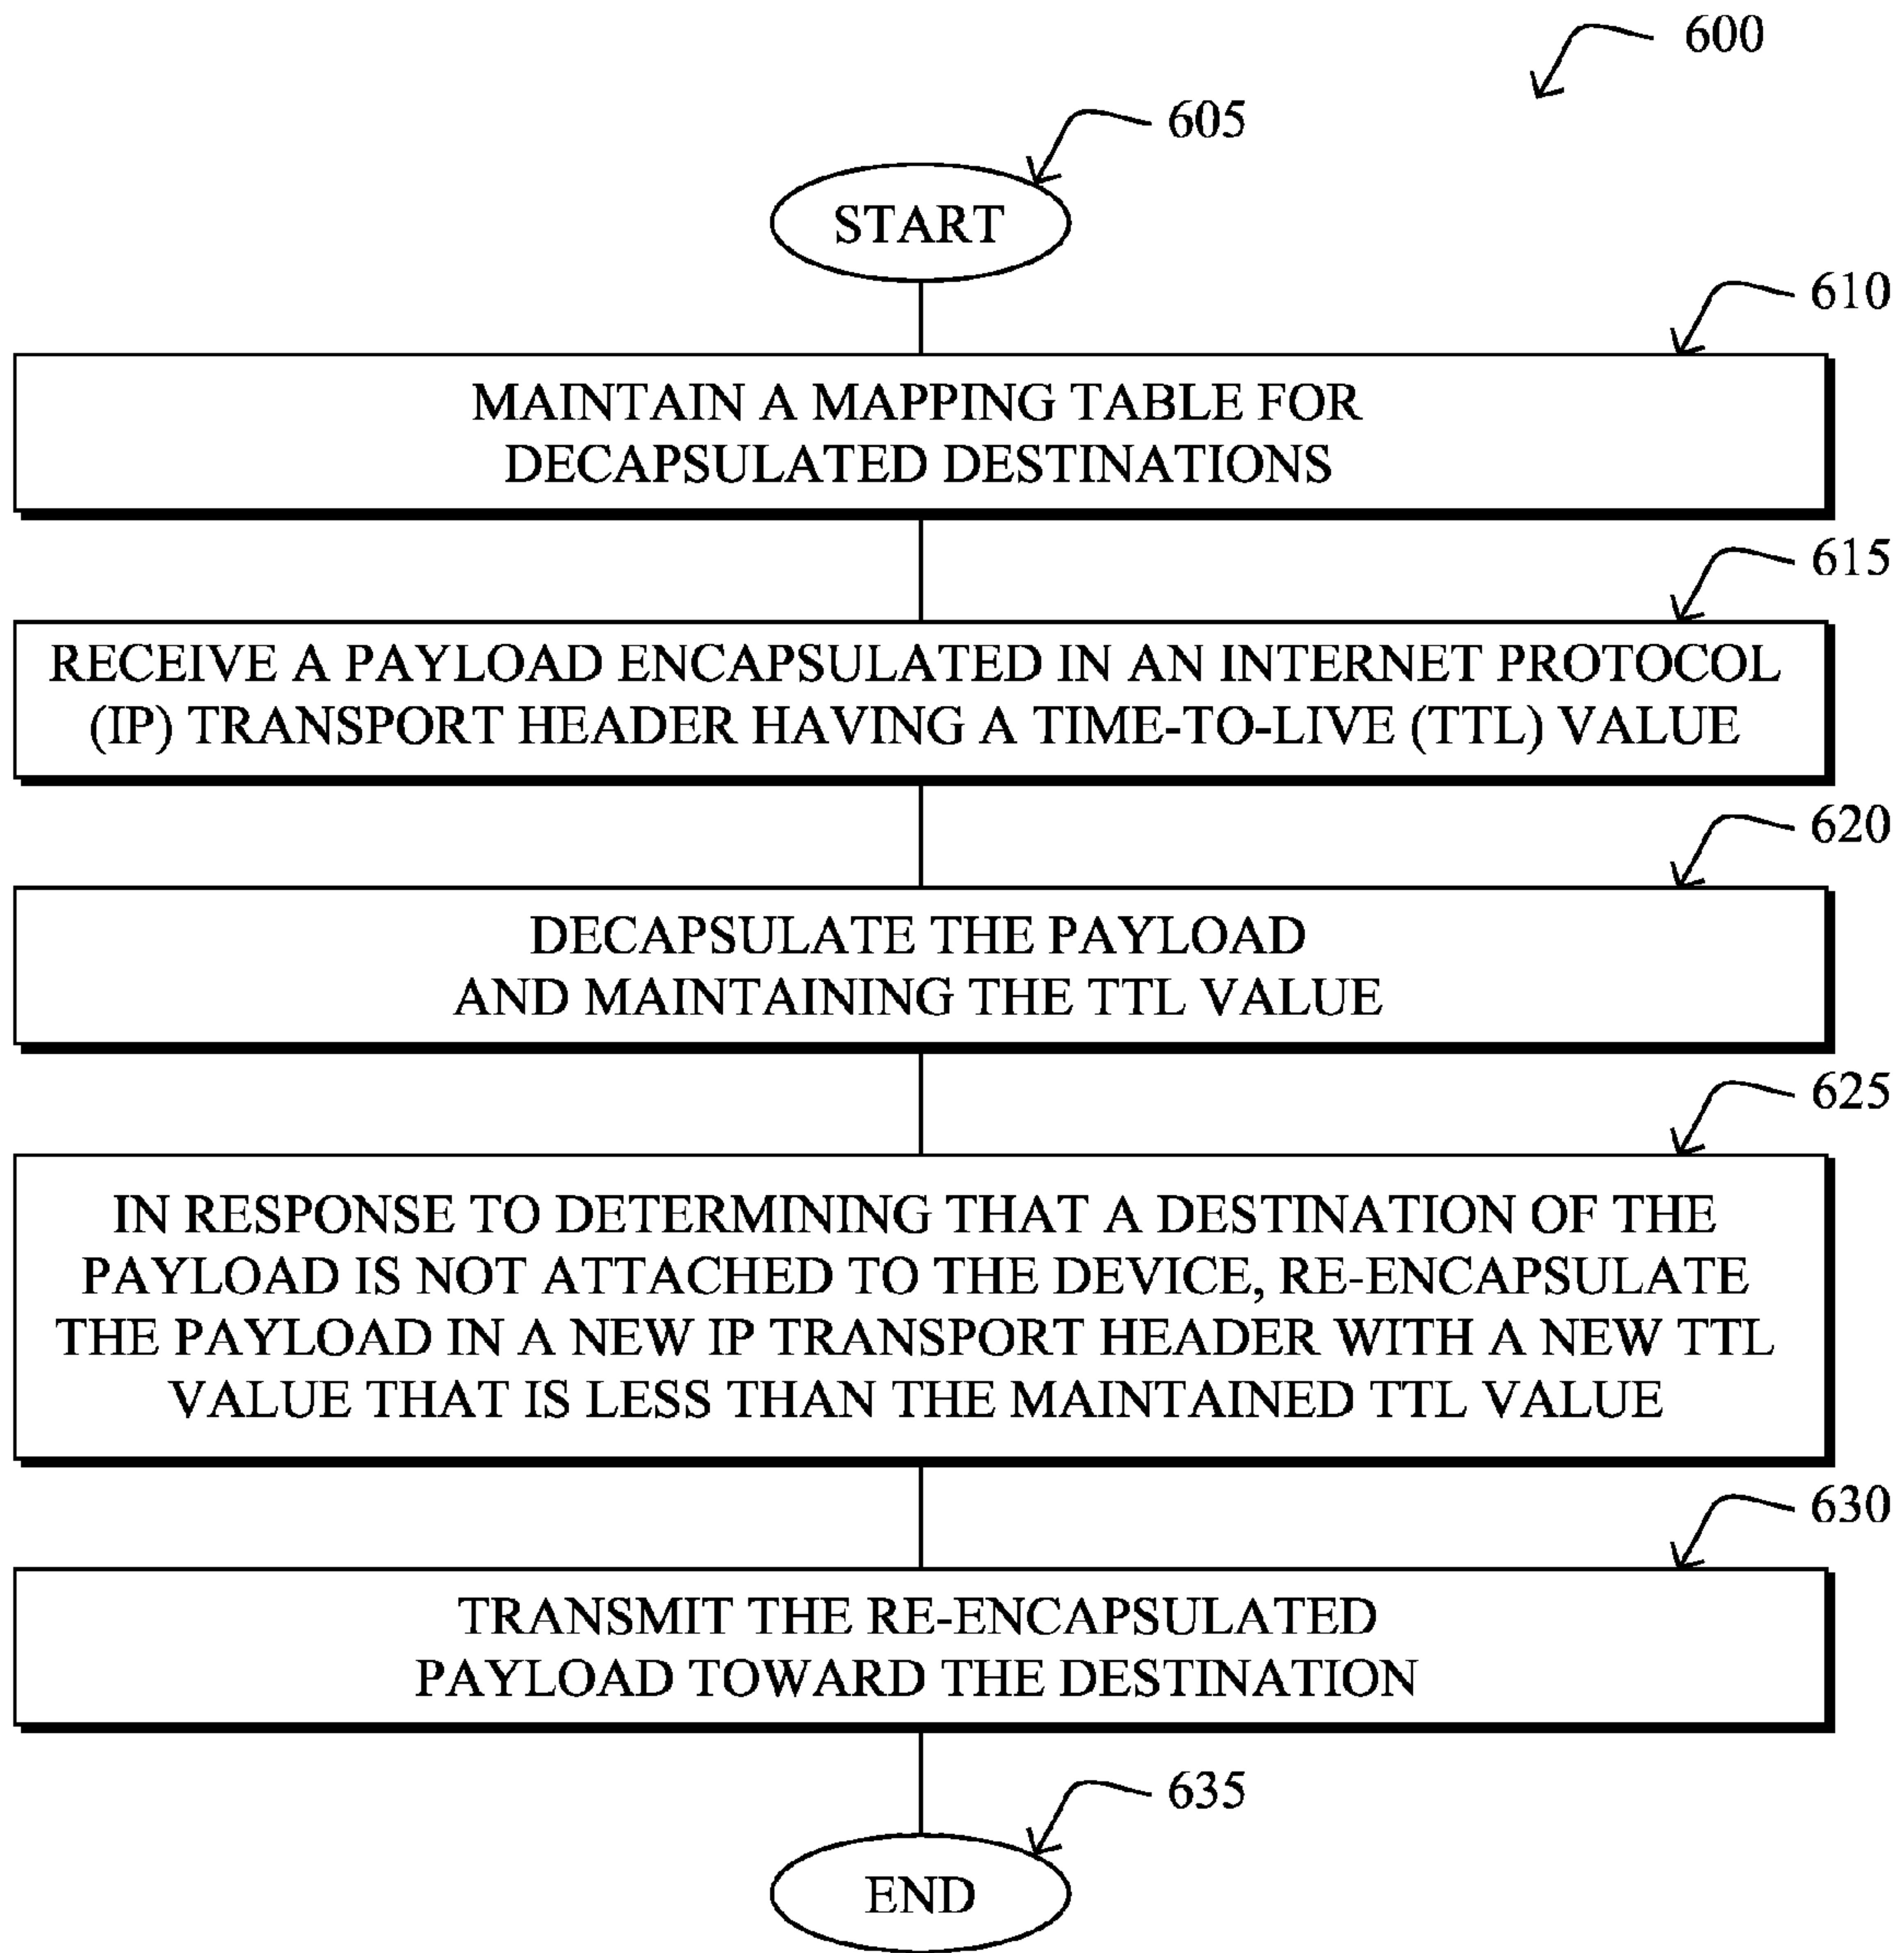 600
605
START
610
MAINTAIN A MAPPING TABLE FOR
DECAPSULATED DESTINATIONS
615
RECEIVE A PAYLOAD ENCAPSULATED IN AN INTERNET PROTOCOL
(IP) TRANSPORT HEADER HAVING A TIME-TO-LIVE (TTL) VALUE
620
DECAPSULATE THE PAYLOAD
AND MAINTAINING THE TTL VALUE
625
IN RESPONSE TO DETERMINING THAT A DESTINATION OF THE
PAYLOAD IS NOT ATTACHED TO THE DEVICE, RE-ENCAPSULATE
THE PAYLOAD IN A NEW IP TRANSPORT HEADER WITH A NEW TTL
VALUE THAT IS LESS THAN THE MAINTAINED TTL VALUE
630
TRANSMIT THE RE-ENCAPSULATED
PAYLOAD TOWARD THE DESTINATION
635
END